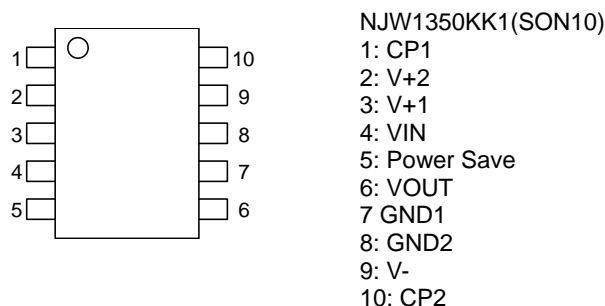 NJW1350KK1(SON10)
1: CP1
2: V+2
3: V+1
4: VIN
5: Power Save
6: VOUT
7 GND1
8: GND2
9: V-
10: CP2
1
2
3
4
5
10
9
8
7
6